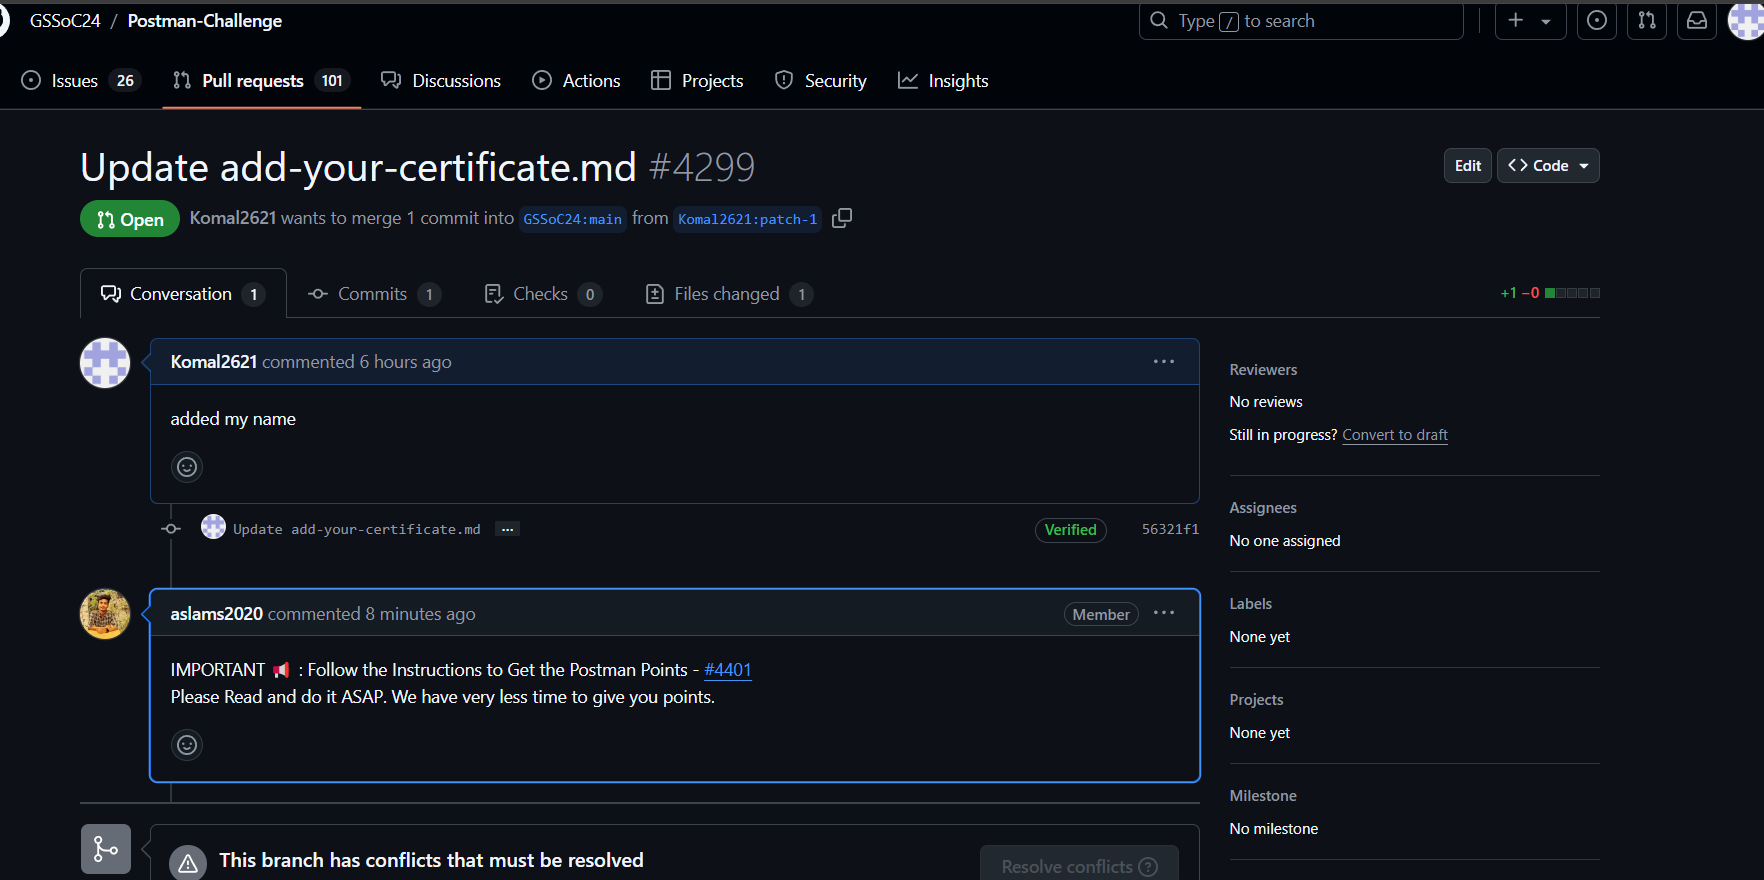 GSSoC24 / Postman-Challenge
Type / to search
Issues 26
Pull requests 101
Discussions
Actions
Projects
Security
Insights
Update add-your-certificate.md #4299
Edit
Code
Open
Komal2621 wants to merge 1 commit into GSSoC24:main from Komal2621:patch-1
Conversation 1
Commits 1
Checks 0
Files changed 1
+1 −0
Komal2621 commented 6 hours ago
added my name
Update add-your-certificate.md ...
Verified
56321f1
aslams2020 commented 8 minutes ago
Member
IMPORTANT 📢 : Follow the Instructions to Get the Postman Points - #4401
Please Read and do it ASAP. We have very less time to give you points.
This branch has conflicts that must be resolved
Resolve conflicts
Reviewers
No reviews
Still in progress? Convert to draft
Assignees
No one assigned
Labels
None yet
Projects
None yet
Milestone
No milestone